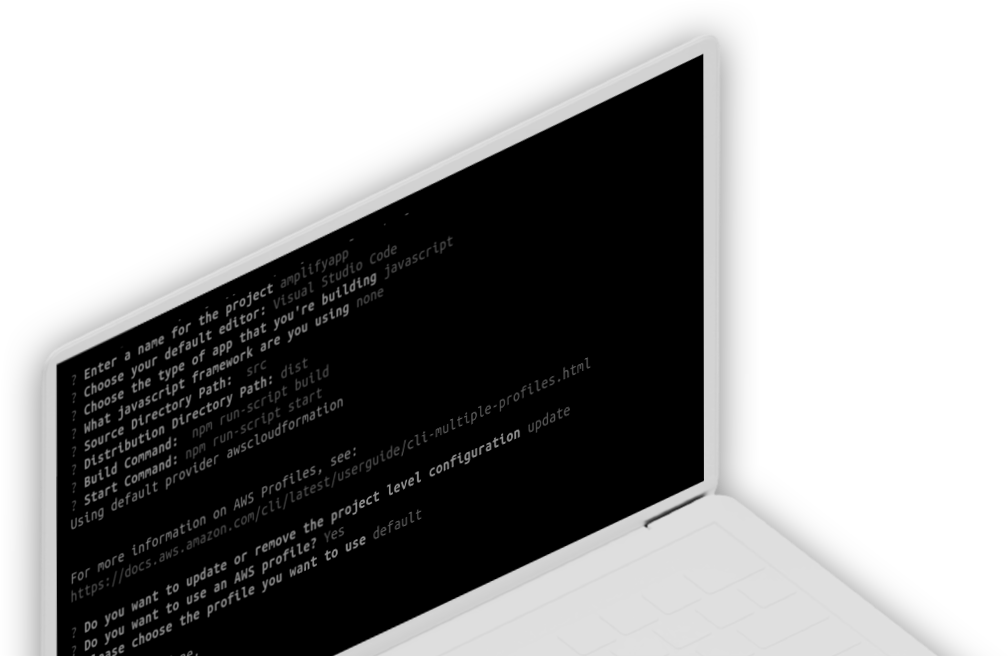 ? Enter a name for the project amplifyapp
? Choose your default editor: Visual Studio Code
? Choose the type of app that you're building javascript
? What javascript framework are you using none
? Source Directory Path: src
? Distribution Directory Path: dist
? Build Command: npm run-script build
? Start Command: npm run-script start
Using default provider awscloudformation
For more information on AWS Profiles, see:
https://docs.aws.amazon.com/cli/latest/userguide/cli-multiple-profiles.html
? Do you want to update or remove the project level configuration update
? Do you want to use an AWS profile? Yes
choose the profile you want to use default